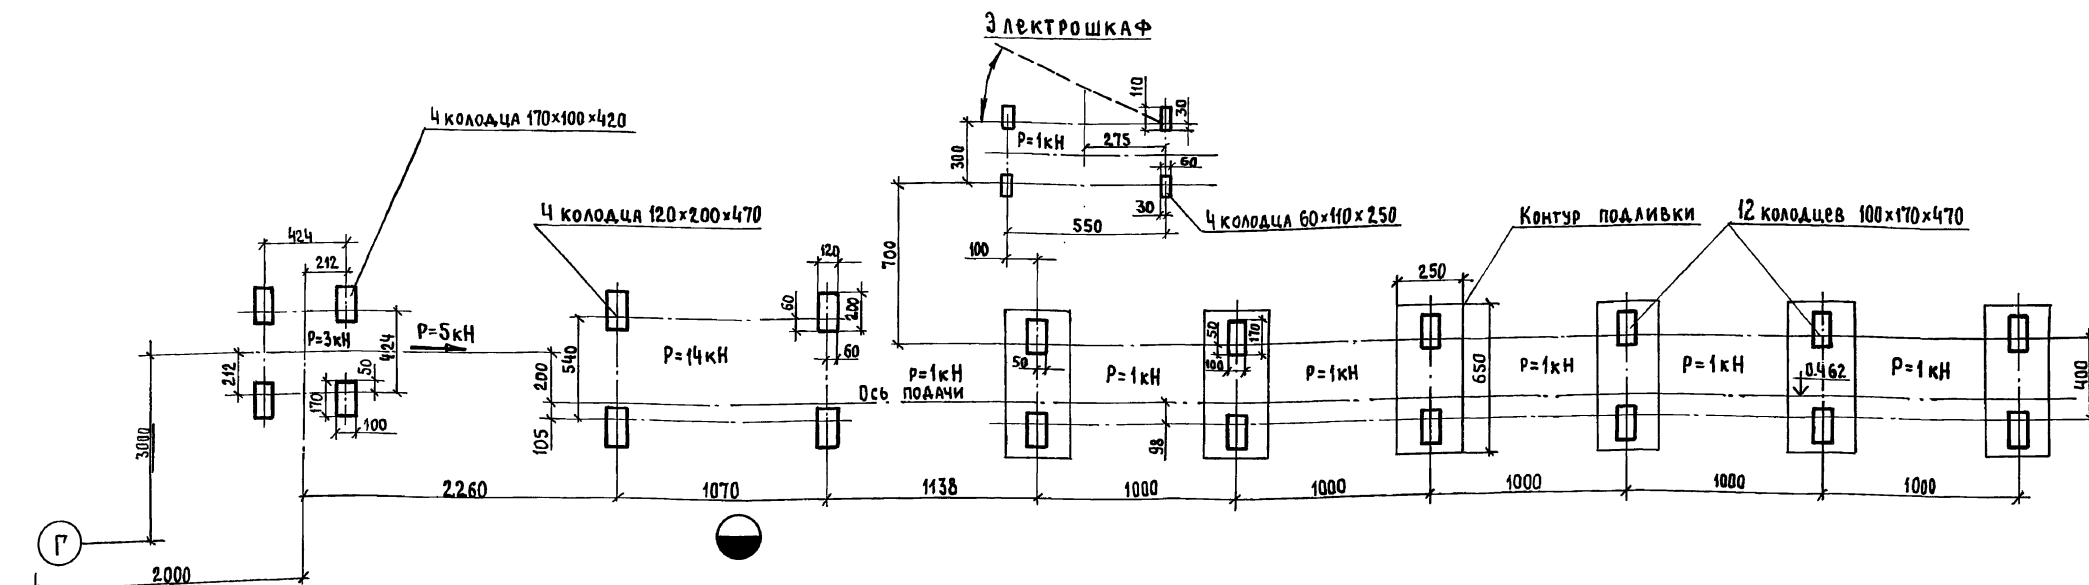 Электрошкаф
110
30
4 колодца 170×100×420
P=1кН
275
300
60
30
4 колодца 60×110×250
4 колодца 120×200×470
Контур подливки
12 колодцев 100×170×470
424
550
212
120
100
700
250
60
200
P=3кН
P=5кН
424
50
170
50
540
P=14кН
60
650
P=1кН
P=1кН
0.462
P=1кН
400
212
200
50
P=1кН
P=1кН
100
P=1кН
Ось подачи
170
100
3000
105
98
2260
1070
1138
1000
1000
1000
1000
1000
Г
2000